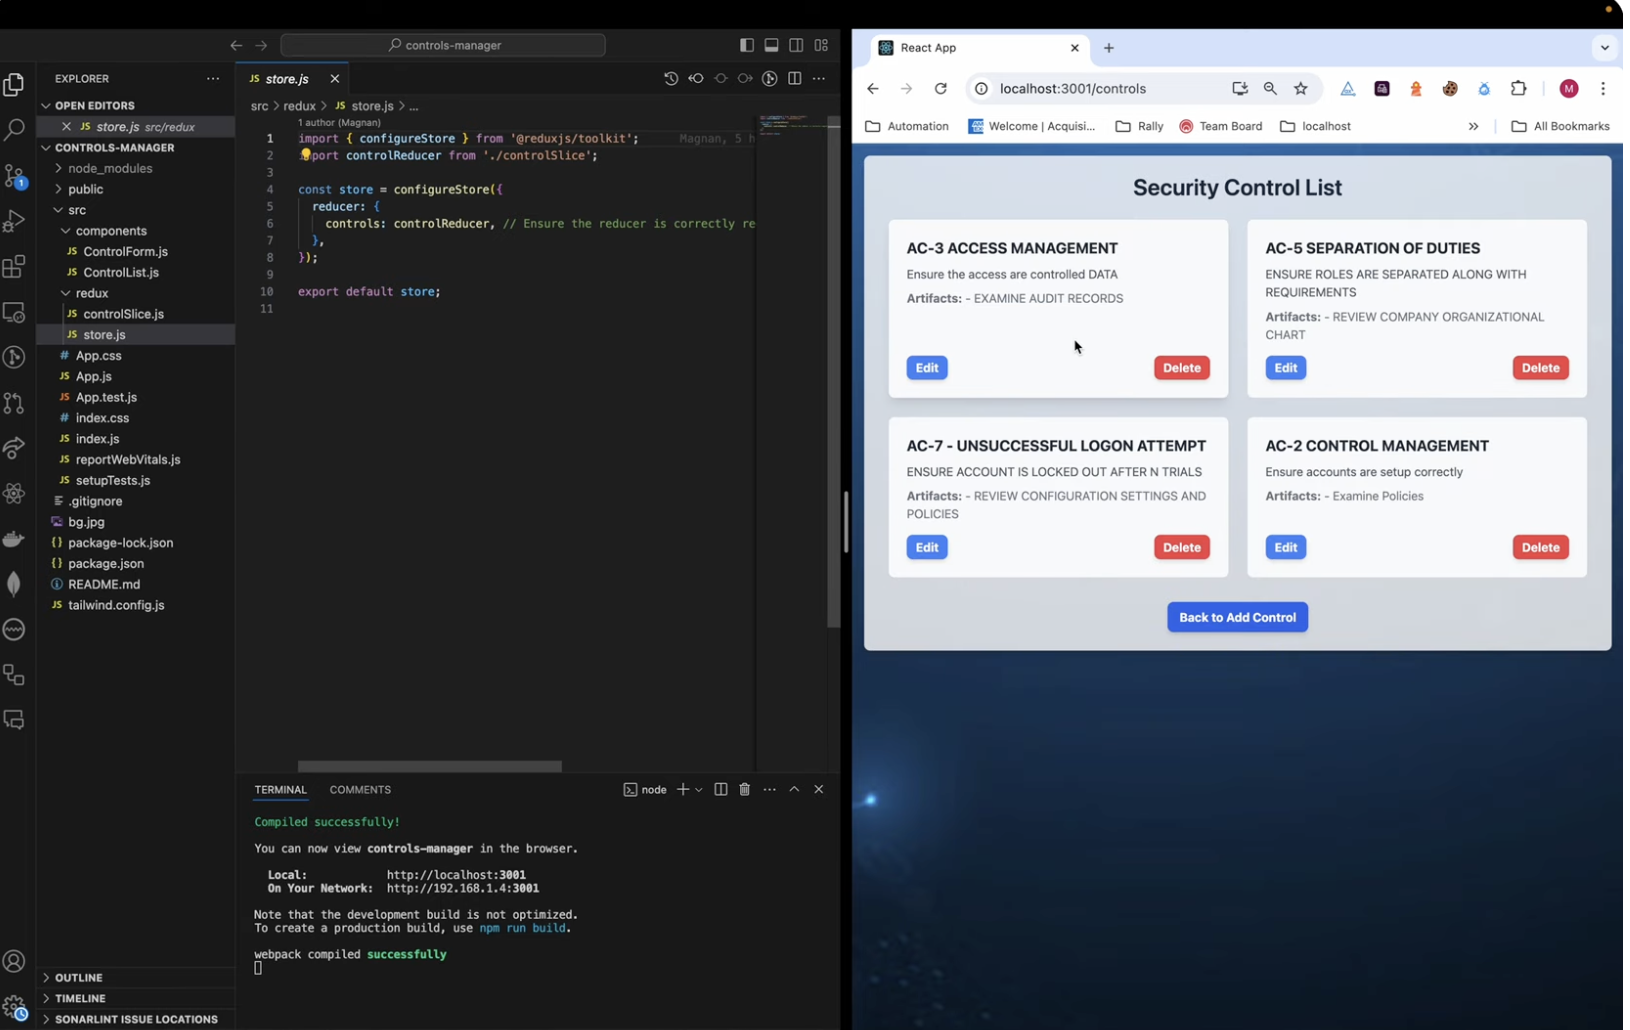 controls-manager
EXPLORER
OPEN EDITORS
store.js src/redux
CONTROLS-MANAGER
node_modules
public
src
components
ControlForm.js
ControlList.js
redux
controlSlice.js
store.js
App.css
App.js
App.test.js
index.css
index.js
reportWebVitals.js
setupTests.js
.gitignore
bg.jpg
package-lock.json
package.json
README.md
tailwind.config.js
OUTLINE
TIMELINE
SONARLINT ISSUE LOCATIONS
store.js
src > redux > JS store.js > ...
1 author (Magnan)
1 import { configureStore } from '@reduxjs/toolkit'; Magnan, 5 h
2 import controlReducer from './controlSlice';
3
4 const store = configureStore({
5 reducer: {
6 controls: controlReducer, // Ensure the reducer is correctly re
7 },
8 });
9
10 export default store;
11
TERMINAL COMMENTS
node
Compiled successfully!
You can now view controls-manager in the browser.
Local: http://localhost:3001
On Your Network: http://192.168.1.4:3001
Note that the development build is not optimized.
To create a production build, use npm run build.
webpack compiled successfully
React App
localhost:3001/controls
M
Automation Welcome | Acquisi... Rally Team Board localhost All Bookmarks
Security Control List
AC-3 ACCESS MANAGEMENT
Ensure the access are controlled DATA
Artifacts: - EXAMINE AUDIT RECORDS
Edit Delete
AC-5 SEPARATION OF DUTIES
ENSURE ROLES ARE SEPARATED ALONG WITH
REQUIREMENTS
Artifacts: - REVIEW COMPANY ORGANIZATIONAL
CHART
Edit Delete
AC-7 - UNSUCCESSFUL LOGON ATTEMPT
ENSURE ACCOUNT IS LOCKED OUT AFTER N TRIALS
Artifacts: - REVIEW CONFIGURATION SETTINGS AND
POLICIES
Edit Delete
AC-2 CONTROL MANAGEMENT
Ensure accounts are setup correctly
Artifacts: - Examine Policies
Edit Delete
Back to Add Control